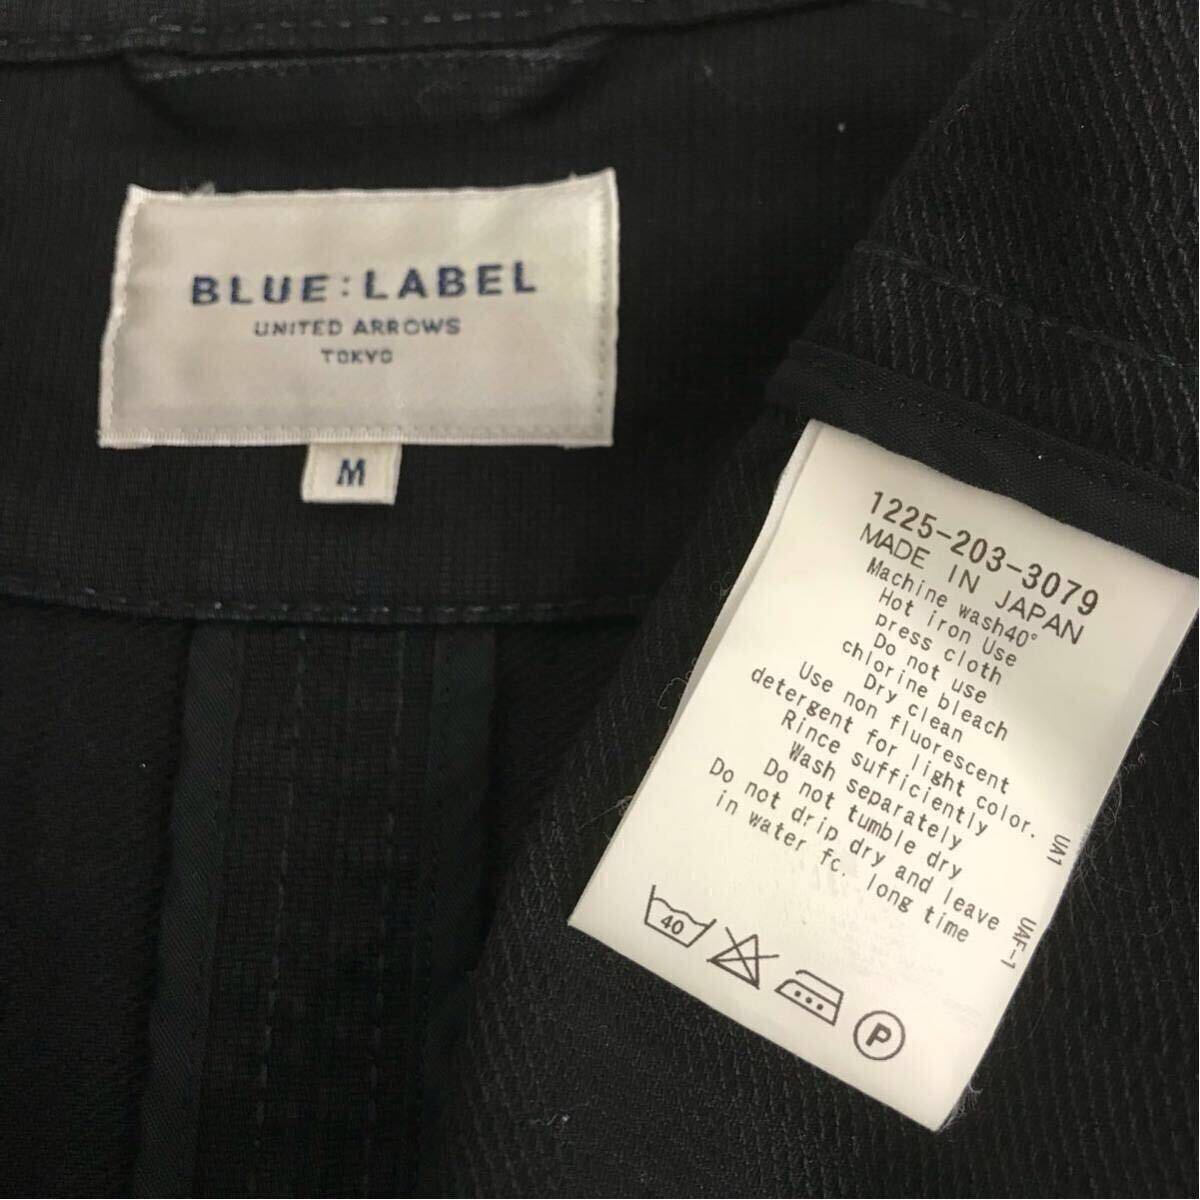 BLUE:LABEL
UNITED ARROWS
TOKYO
M
1225-203-3079
MADE IN JAPAN
Machine wash40°
Hot iron Use
press cloth
Do not use
chlorine bleach
Dry clean
Use non fluorescent
detergent for light color.
Rince sufficiently
Wash separately
Do not tumble dry
Do not drip dry and leave
in water fc. long time
UA1
UAF-1
40
P